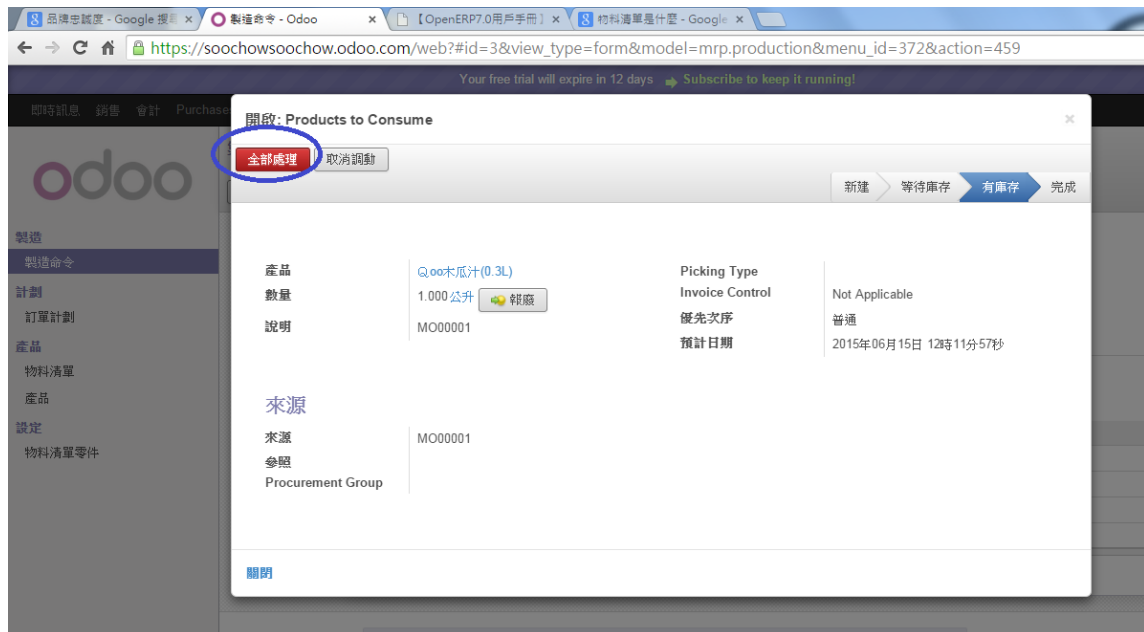 品牌忠誠度 - Google 搜尋 × 製造命令 - Odoo × 【OpenERP7.0用戶手冊】 × 物料清單是什麼 - Google ×
https://soochowsoochow.odoo.com/web?#id=3&view_type=form&model=mrp.production&menu_id=372&action=459
Your free trial will expire in 12 days Subscribe to keep it running!
即時訊息 銷售 會計 Purchase
開啟: Products to Consume ×
全部處理 取消調動
新建 等待庫存 有庫存 完成
odoo
製造
製造命令
計劃
訂單計劃
產品
物料清單
產品
設定
物料清單零件
產品 Qoo木瓜汁(0.3L)
數量 1.000 公升 報廢
說明 MO00001
Picking Type
Invoice Control Not Applicable
優先次序 普通
預計日期 2015年06月15日 12時11分57秒
來源
來源 MO00001
參照
Procurement Group
關閉